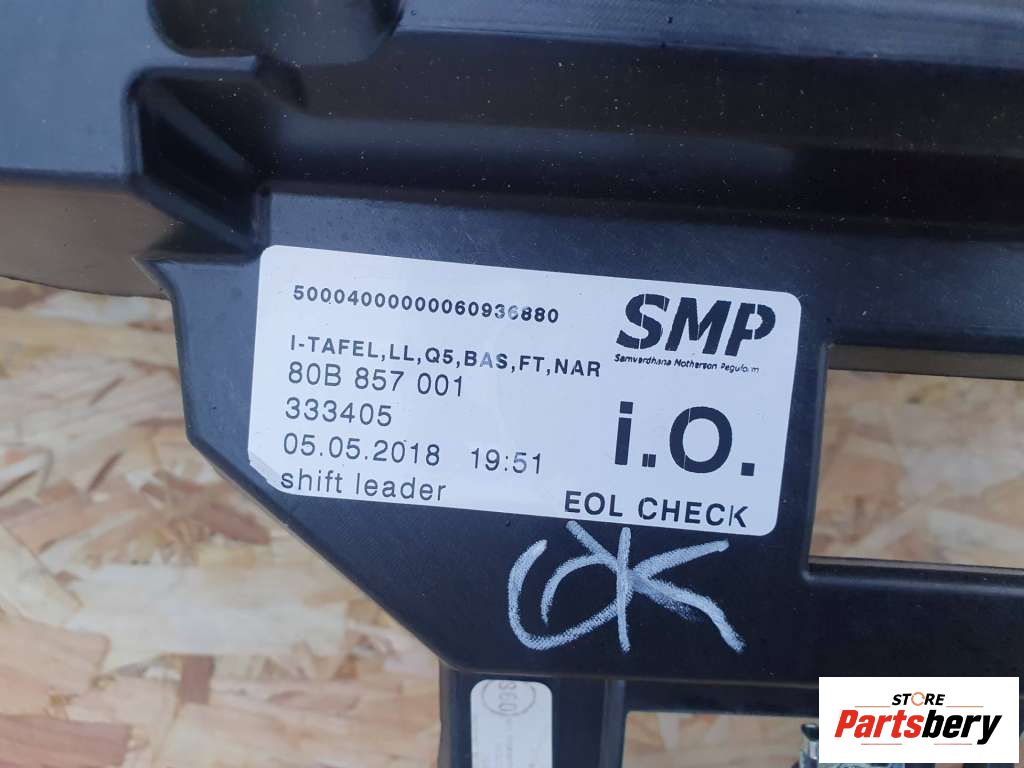 50004000000060936880
SMP
Samvardhana Motherson Peguform
I-TAFEL,LL,Q5,BAS,FT,NAR
80B 857 001
333405
i.O.
05.05.2018 19:51
shift leader
EOL CHECK
OK
STORE
Partsbery